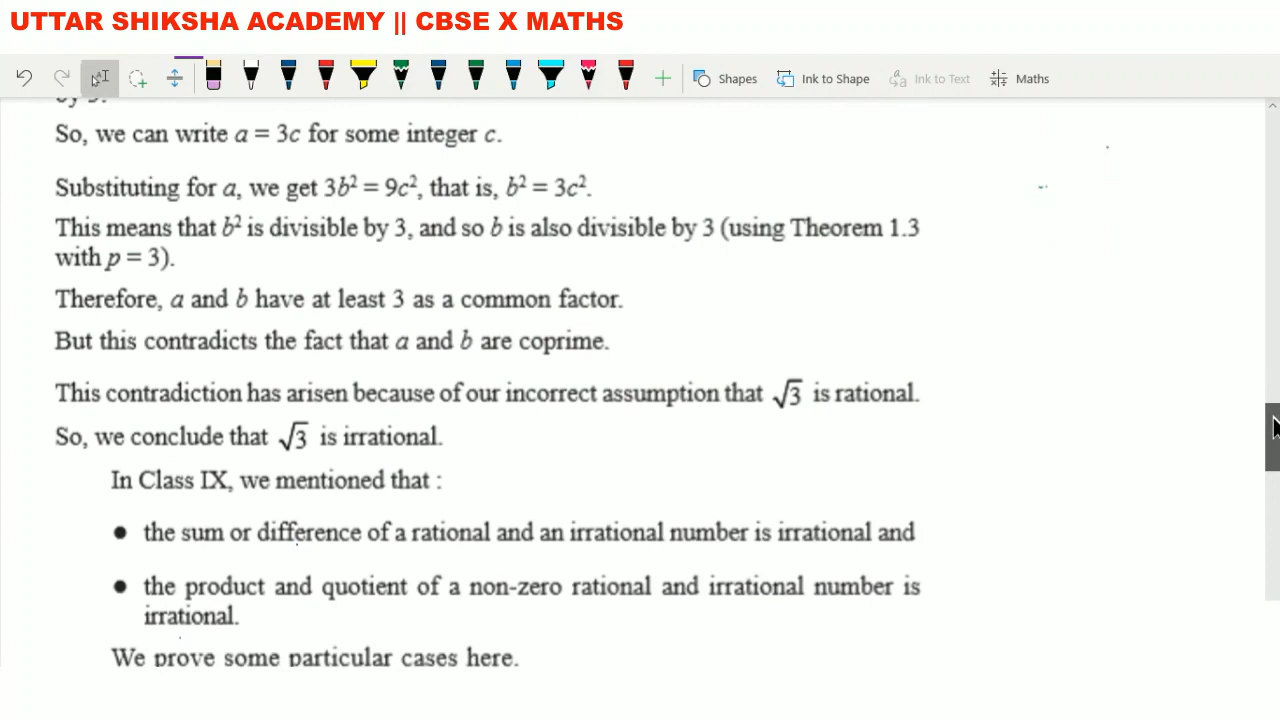 UTTAR SHIKSHA ACADEMY || CBSE X MATHS
Shapes
Ink to Shape
Ink to Text
Maths
So, we can write a = 3c for some integer c.
Substituting for a, we get 3b² = 9c², that is, b² = 3c².
This means that b² is divisible by 3, and so b is also divisible by 3 (using Theorem 1.3
with p = 3).
Therefore, a and b have at least 3 as a common factor.
But this contradicts the fact that a and b are coprime.
This contradiction has arisen because of our incorrect assumption that √3 is rational.
So, we conclude that √3 is irrational.
In Class IX, we mentioned that :
● the sum or difference of a rational and an irrational number is irrational and
● the product and quotient of a non-zero rational and irrational number is
irrational.
We prove some particular cases here.